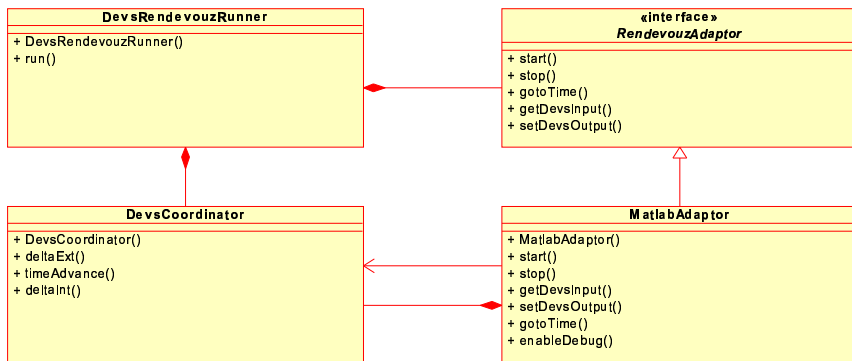 DevsRendevouzRunner
+ DevsRendevouzRunner()
+ run()
«interface»
RendevouzAdaptor
+ start()
+ stop()
+ gotoTime()
+ getDevsInput()
+ setDevsOutput()
DevsCoordinator
+ DevsCoordinator()
+ deltaExt()
+ timeAdvance()
+ deltaInt()
MatlabAdaptor
+ MatlabAdaptor()
+ start()
+ stop()
+ getDevsInput()
+ setDevsOutput()
+ gotoTime()
+ enableDebug()